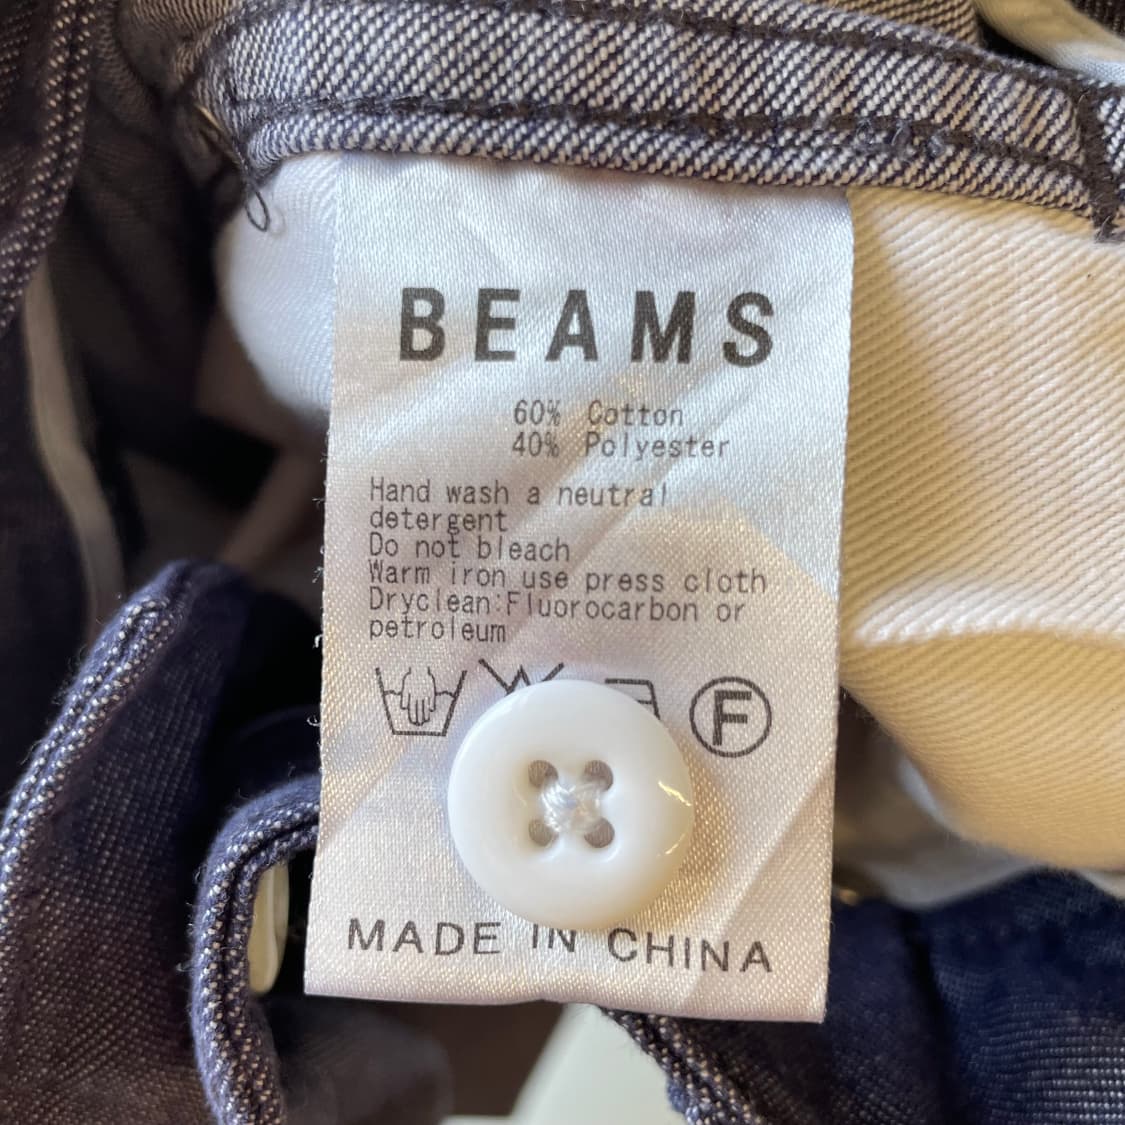 BEAMS
60% Cotton
40% Polyester
Hand wash a neutral
detergent
Do not bleach
Warm iron use press cloth
Dryclean:Fluorocarbon or
petroleum
F
MADE IN CHINA